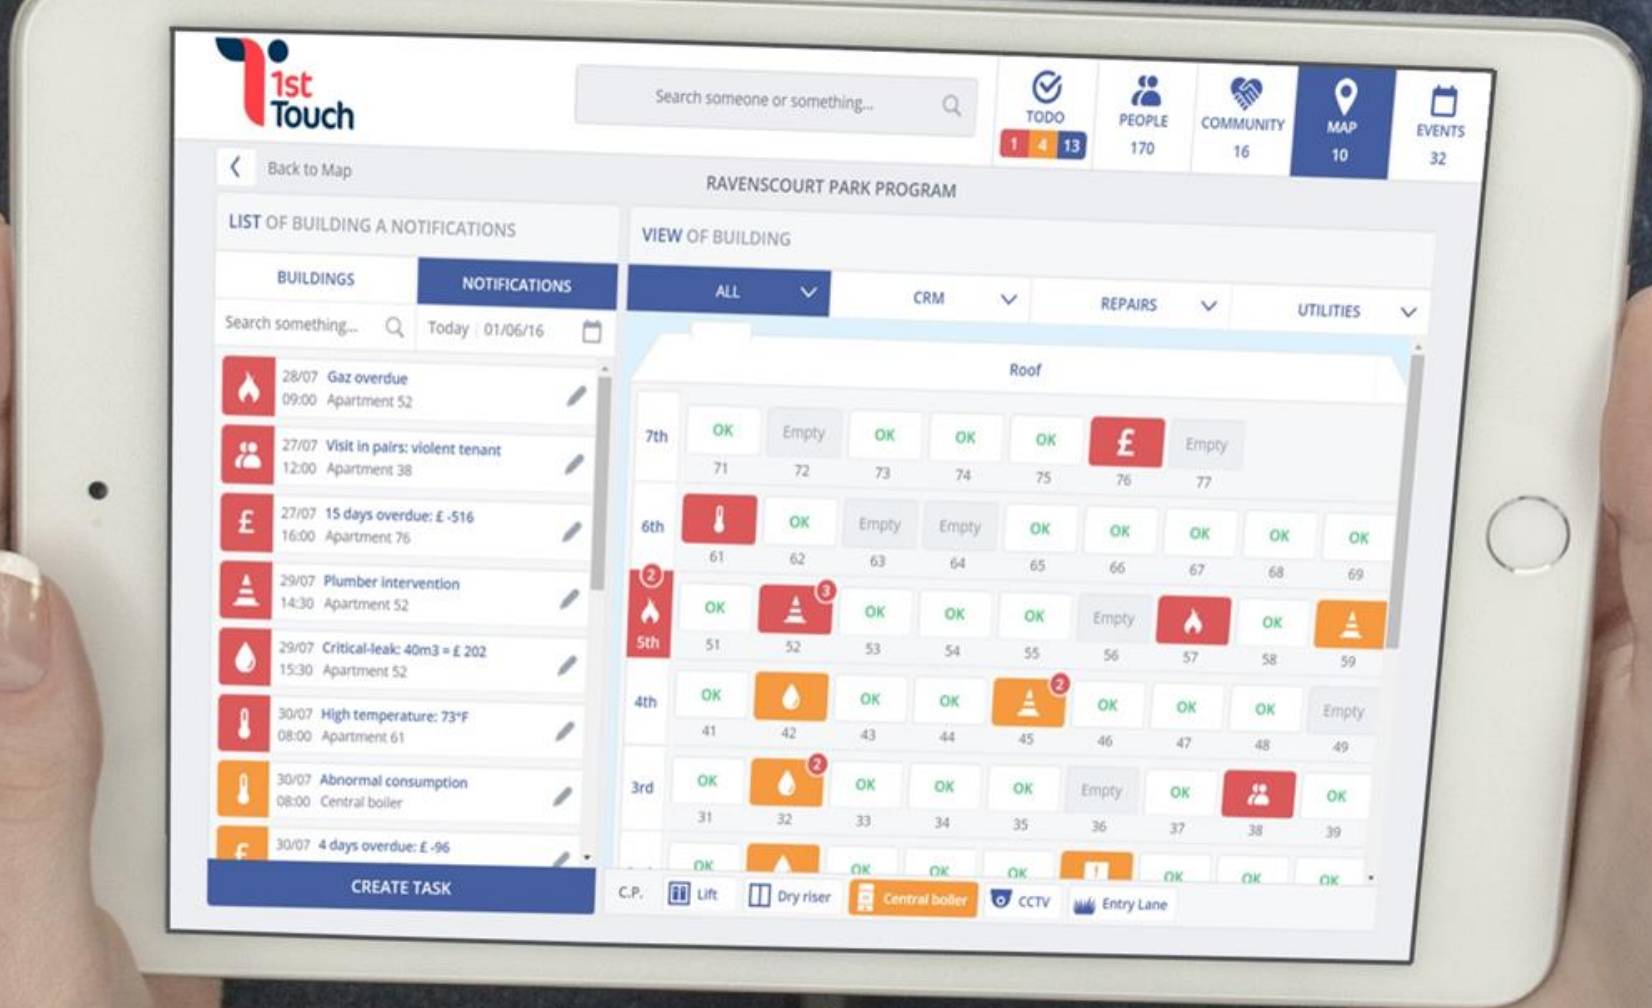 1st
Touch
Search someone or something...
TODO
1 4 13
PEOPLE
170
COMMUNITY
16
MAP
10
EVENTS
32
Back to Map
RAVENSCOURT PARK PROGRAM
LIST OF BUILDING A NOTIFICATIONS
BUILDINGS
NOTIFICATIONS
Search something...
Today 01/06/16
28/07 Gaz overdue
09:00 Apartment 52
27/07 Visit in pairs: violent tenant
12:00 Apartment 38
£
27/07 15 days overdue: £ -516
16:00 Apartment 76
29/07 Plumber intervention
14:30 Apartment 52
29/07 Critical-leak: 40m3 = £ 202
15:30 Apartment 52
30/07 High temperature: 73°F
08:00 Apartment 61
30/07 Abnormal consumption
08:00 Central boiler
£
30/07 4 days overdue: £ -96
CREATE TASK
VIEW OF BUILDING
ALL
CRM
REPAIRS
UTILITIES
Roof
7th OK Empty OK OK OK £ Empty
71 72 73 74 75 76 77
6th OK Empty Empty OK OK OK OK OK
61 62 63 64 65 66 67 68 69
2 3
5th OK OK OK OK Empty OK
51 52 53 54 55 56 57 58 59
2
4th OK OK OK OK OK OK Empty
41 42 43 44 45 46 47 48 49
2
3rd OK OK OK OK Empty OK OK
31 32 33 34 35 36 37 38 39
OK OK OK OK ! OK OK OK
C.P. Lift Dry riser Central boiler CCTV Entry Lane